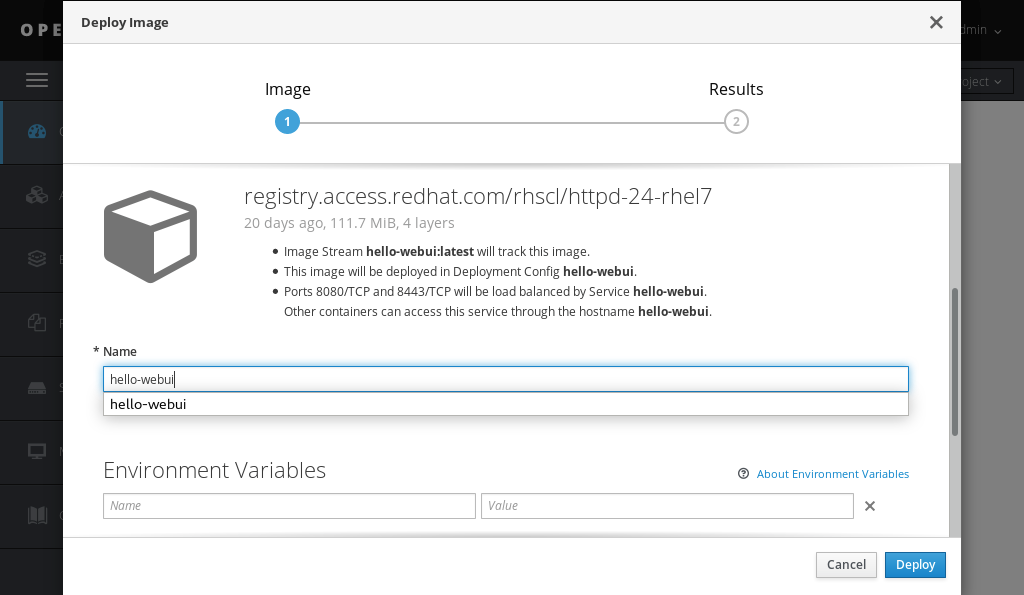 Deploy Image
OPE
dmin
oject
Image
Results
1
2
registry.access.redhat.com/rhscl/httpd-24-rhel7
20 days ago, 111.7 MiB, 4 layers
Image Stream hello-webui:latest will track this image.
This image will be deployed in Deployment Config hello-webui.
Ports 8080/TCP and 8443/TCP will be load balanced by Service hello-webui.
Other containers can access this service through the hostname hello-webui.
* Name
hello-webui
hello-webui
Environment Variables
About Environment Variables
Name
Value
Cancel
Deploy